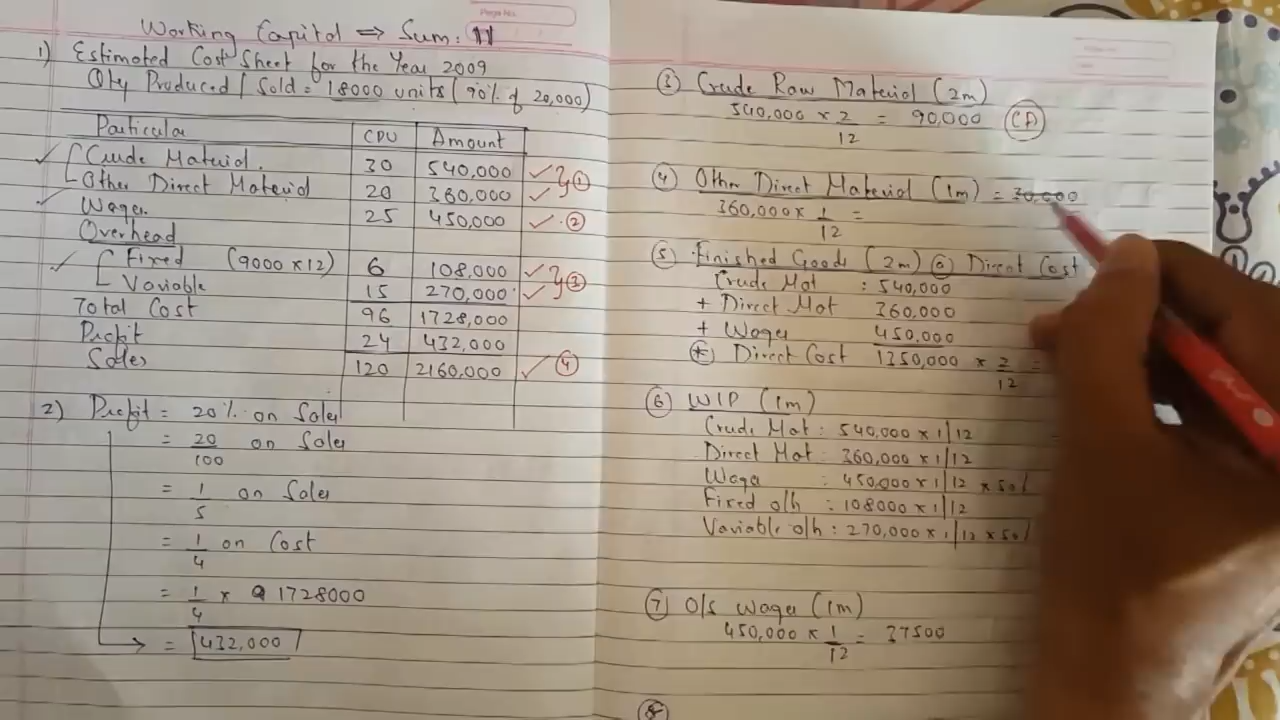 Page No.
Working Capital ⇒ Sum: 11
1) Estimated Cost Sheet for the Year 2009
Qty Produced / Sold = 18000 units (90% of 20,000)
Particular CPU Amount
Crude Material. 30 540,000 ①
Other Direct Material 20 360,000
Wages 25 450,000 ②
Overhead
Fixed (9000 x 12) 6 108,000 ③
Variable 15 270,000
Total Cost 96 1728,000
Profit 24 432,000
Sales 120 2160,000 ④
2) Profit = 20% on Sales
= 20/100 on Sales
= 1/5 on Sales
= 1/4 on Cost
= 1/4 x 1728000
= 432,000
③ Crude Raw Material (2m)
540,000 x 2/12 = 90,000 (CA)
④ Other Direct Material (1m) = 30,000
360,000 x 1/12 =
⑤ Finished Goods (2m) @ Direct Cost
Crude Mat : 540,000
+ Direct Mat 360,000
+ Wages 450,000
Direct Cost 1350,000 x 2/12 =
⑥ WIP (1m)
Crude Mat : 540,000 x 1/12
Direct Mat : 360,000 x 1/12
Wages : 450,000 x 1/12 x 50%
Fixed o/h : 108000 x 1/12
Variable o/h : 270,000 x 1/12 x 50%
⑦ O/s Wages (1m)
450,000 x 1/12 = 37500
⑧